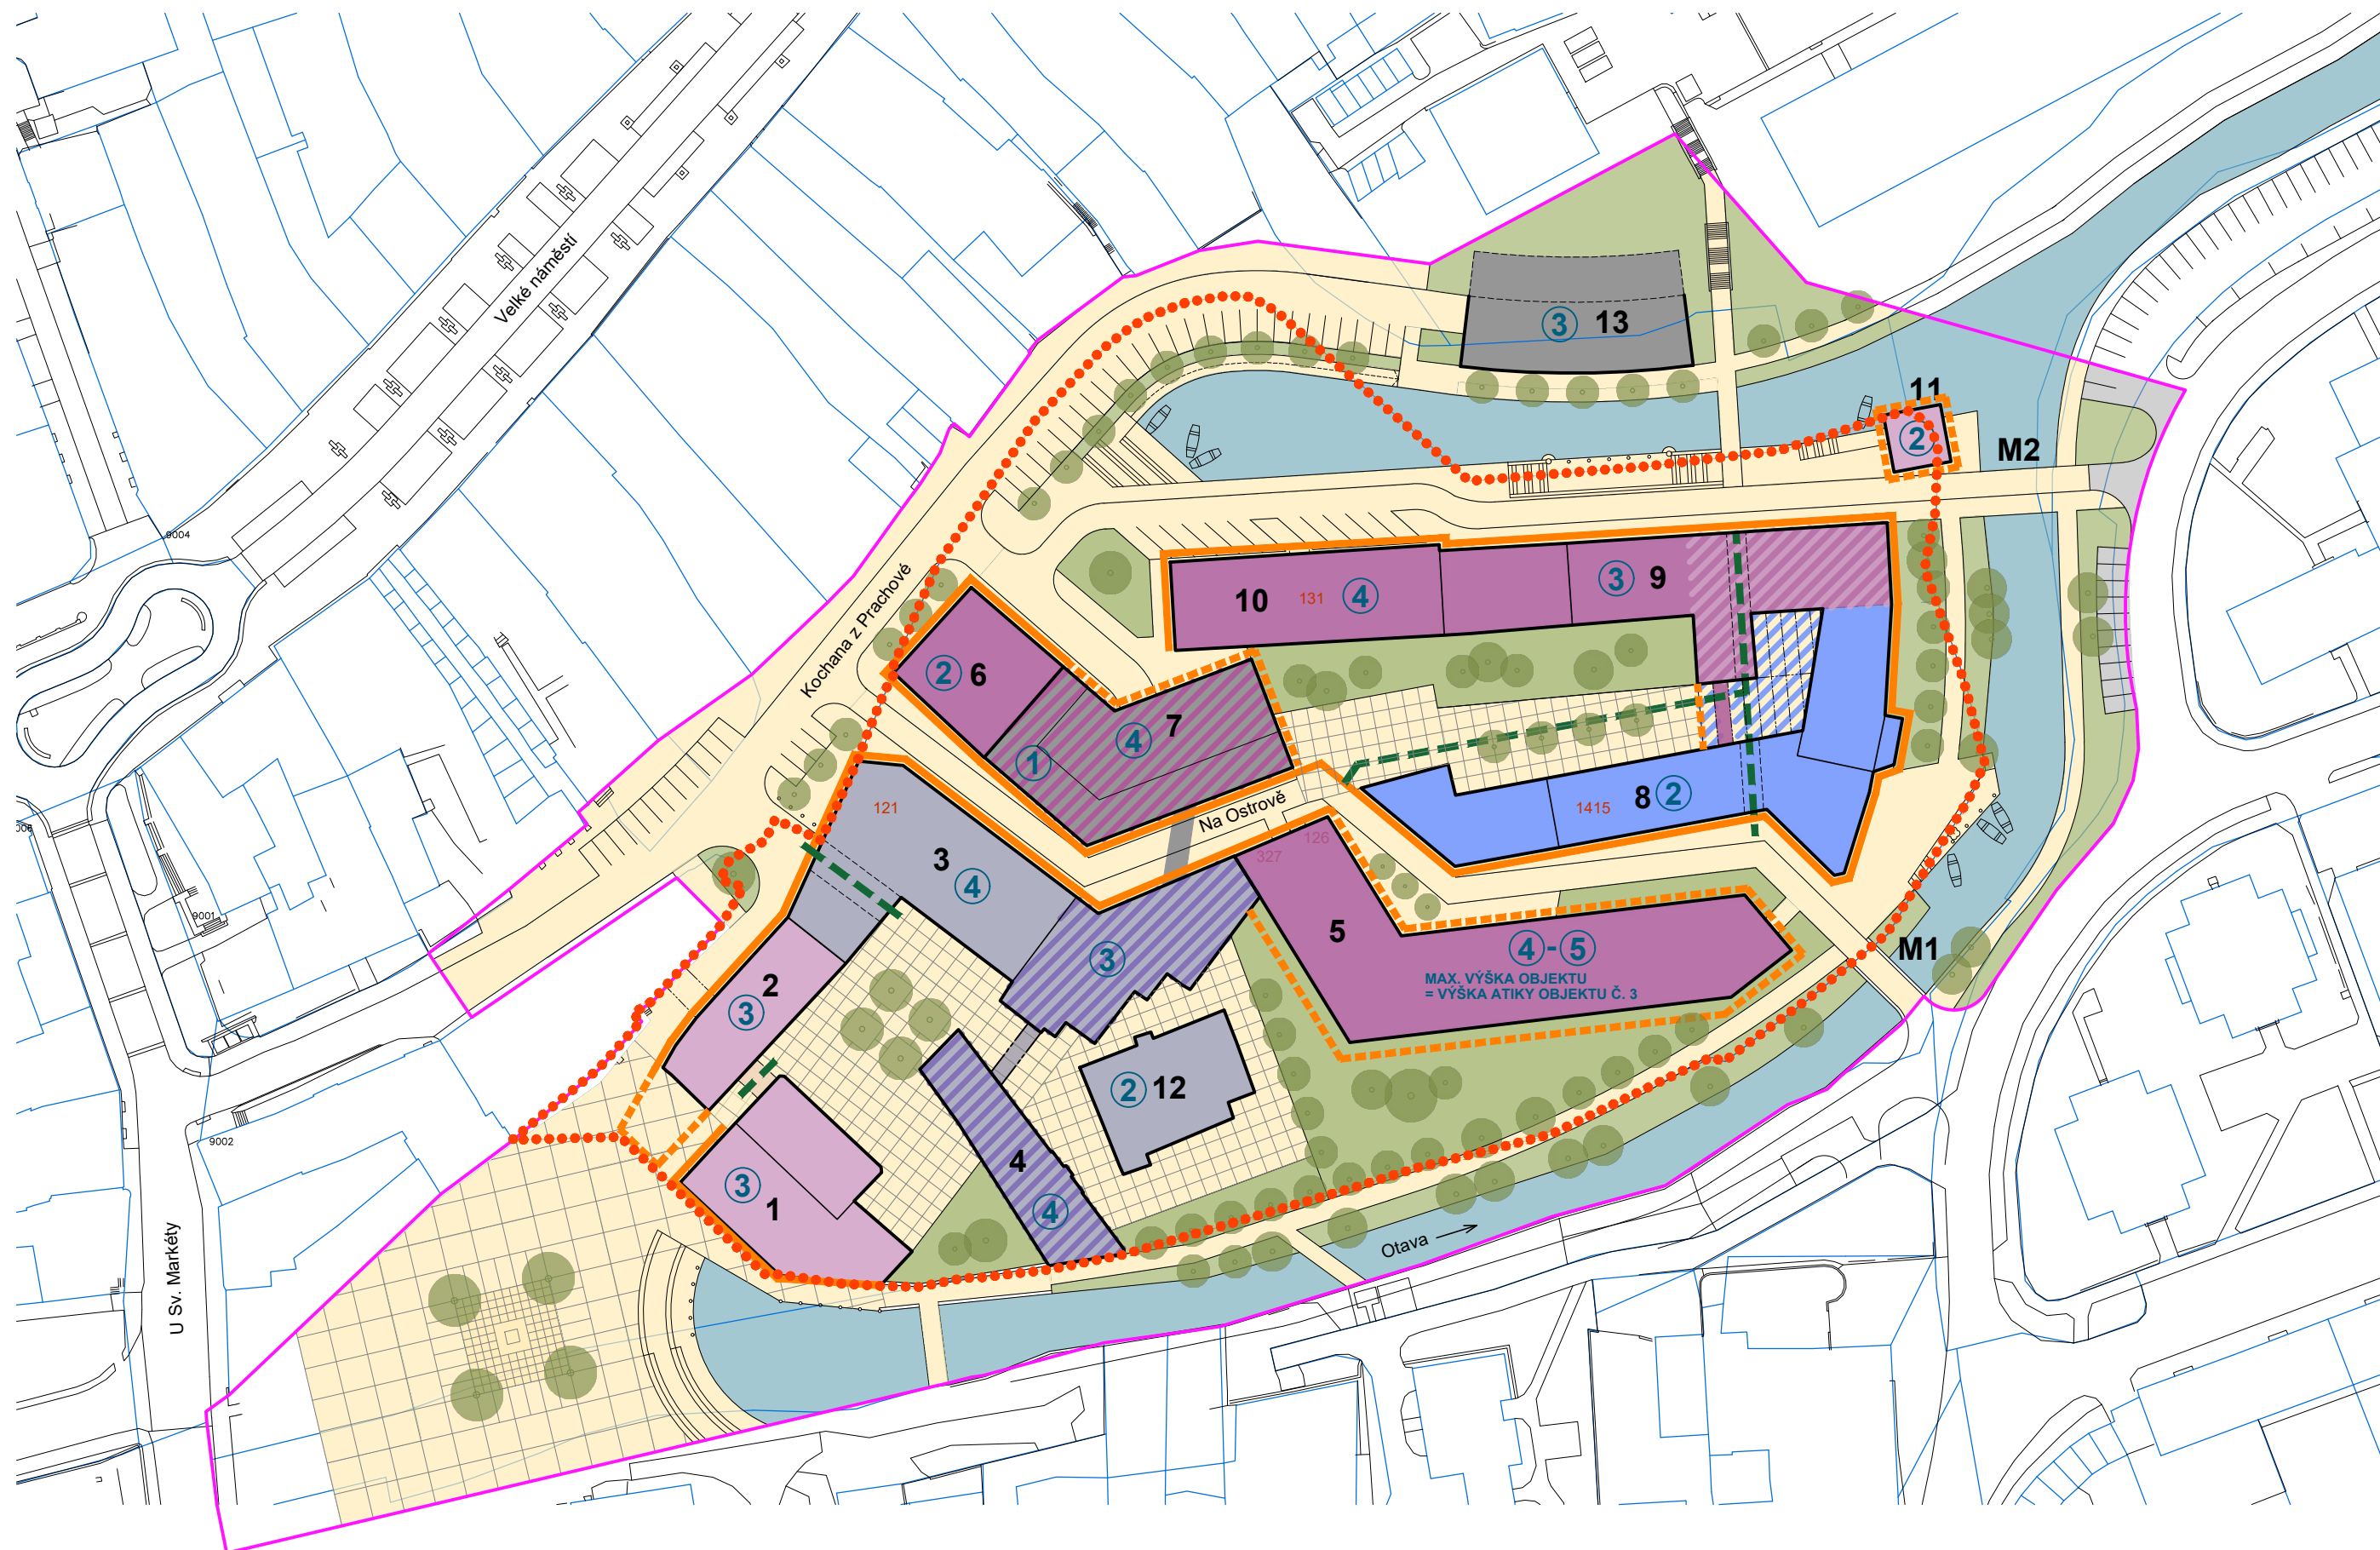 Velké náměstí
9004
3 13
11
2
M2
Kochana z Prachové
10 131 4
3 9
2 6
7
4
1
Na Ostrově
8 2
1415
121
3
4
126
327
5
4 - 5
MAX. VÝŠKA OBJEKTU
= VÝŠKA ATIKY OBJEKTU Č. 3
M1
3
9001
2
3
2 12
9002
4
3
1
4
Otava
U Sv. Markéty